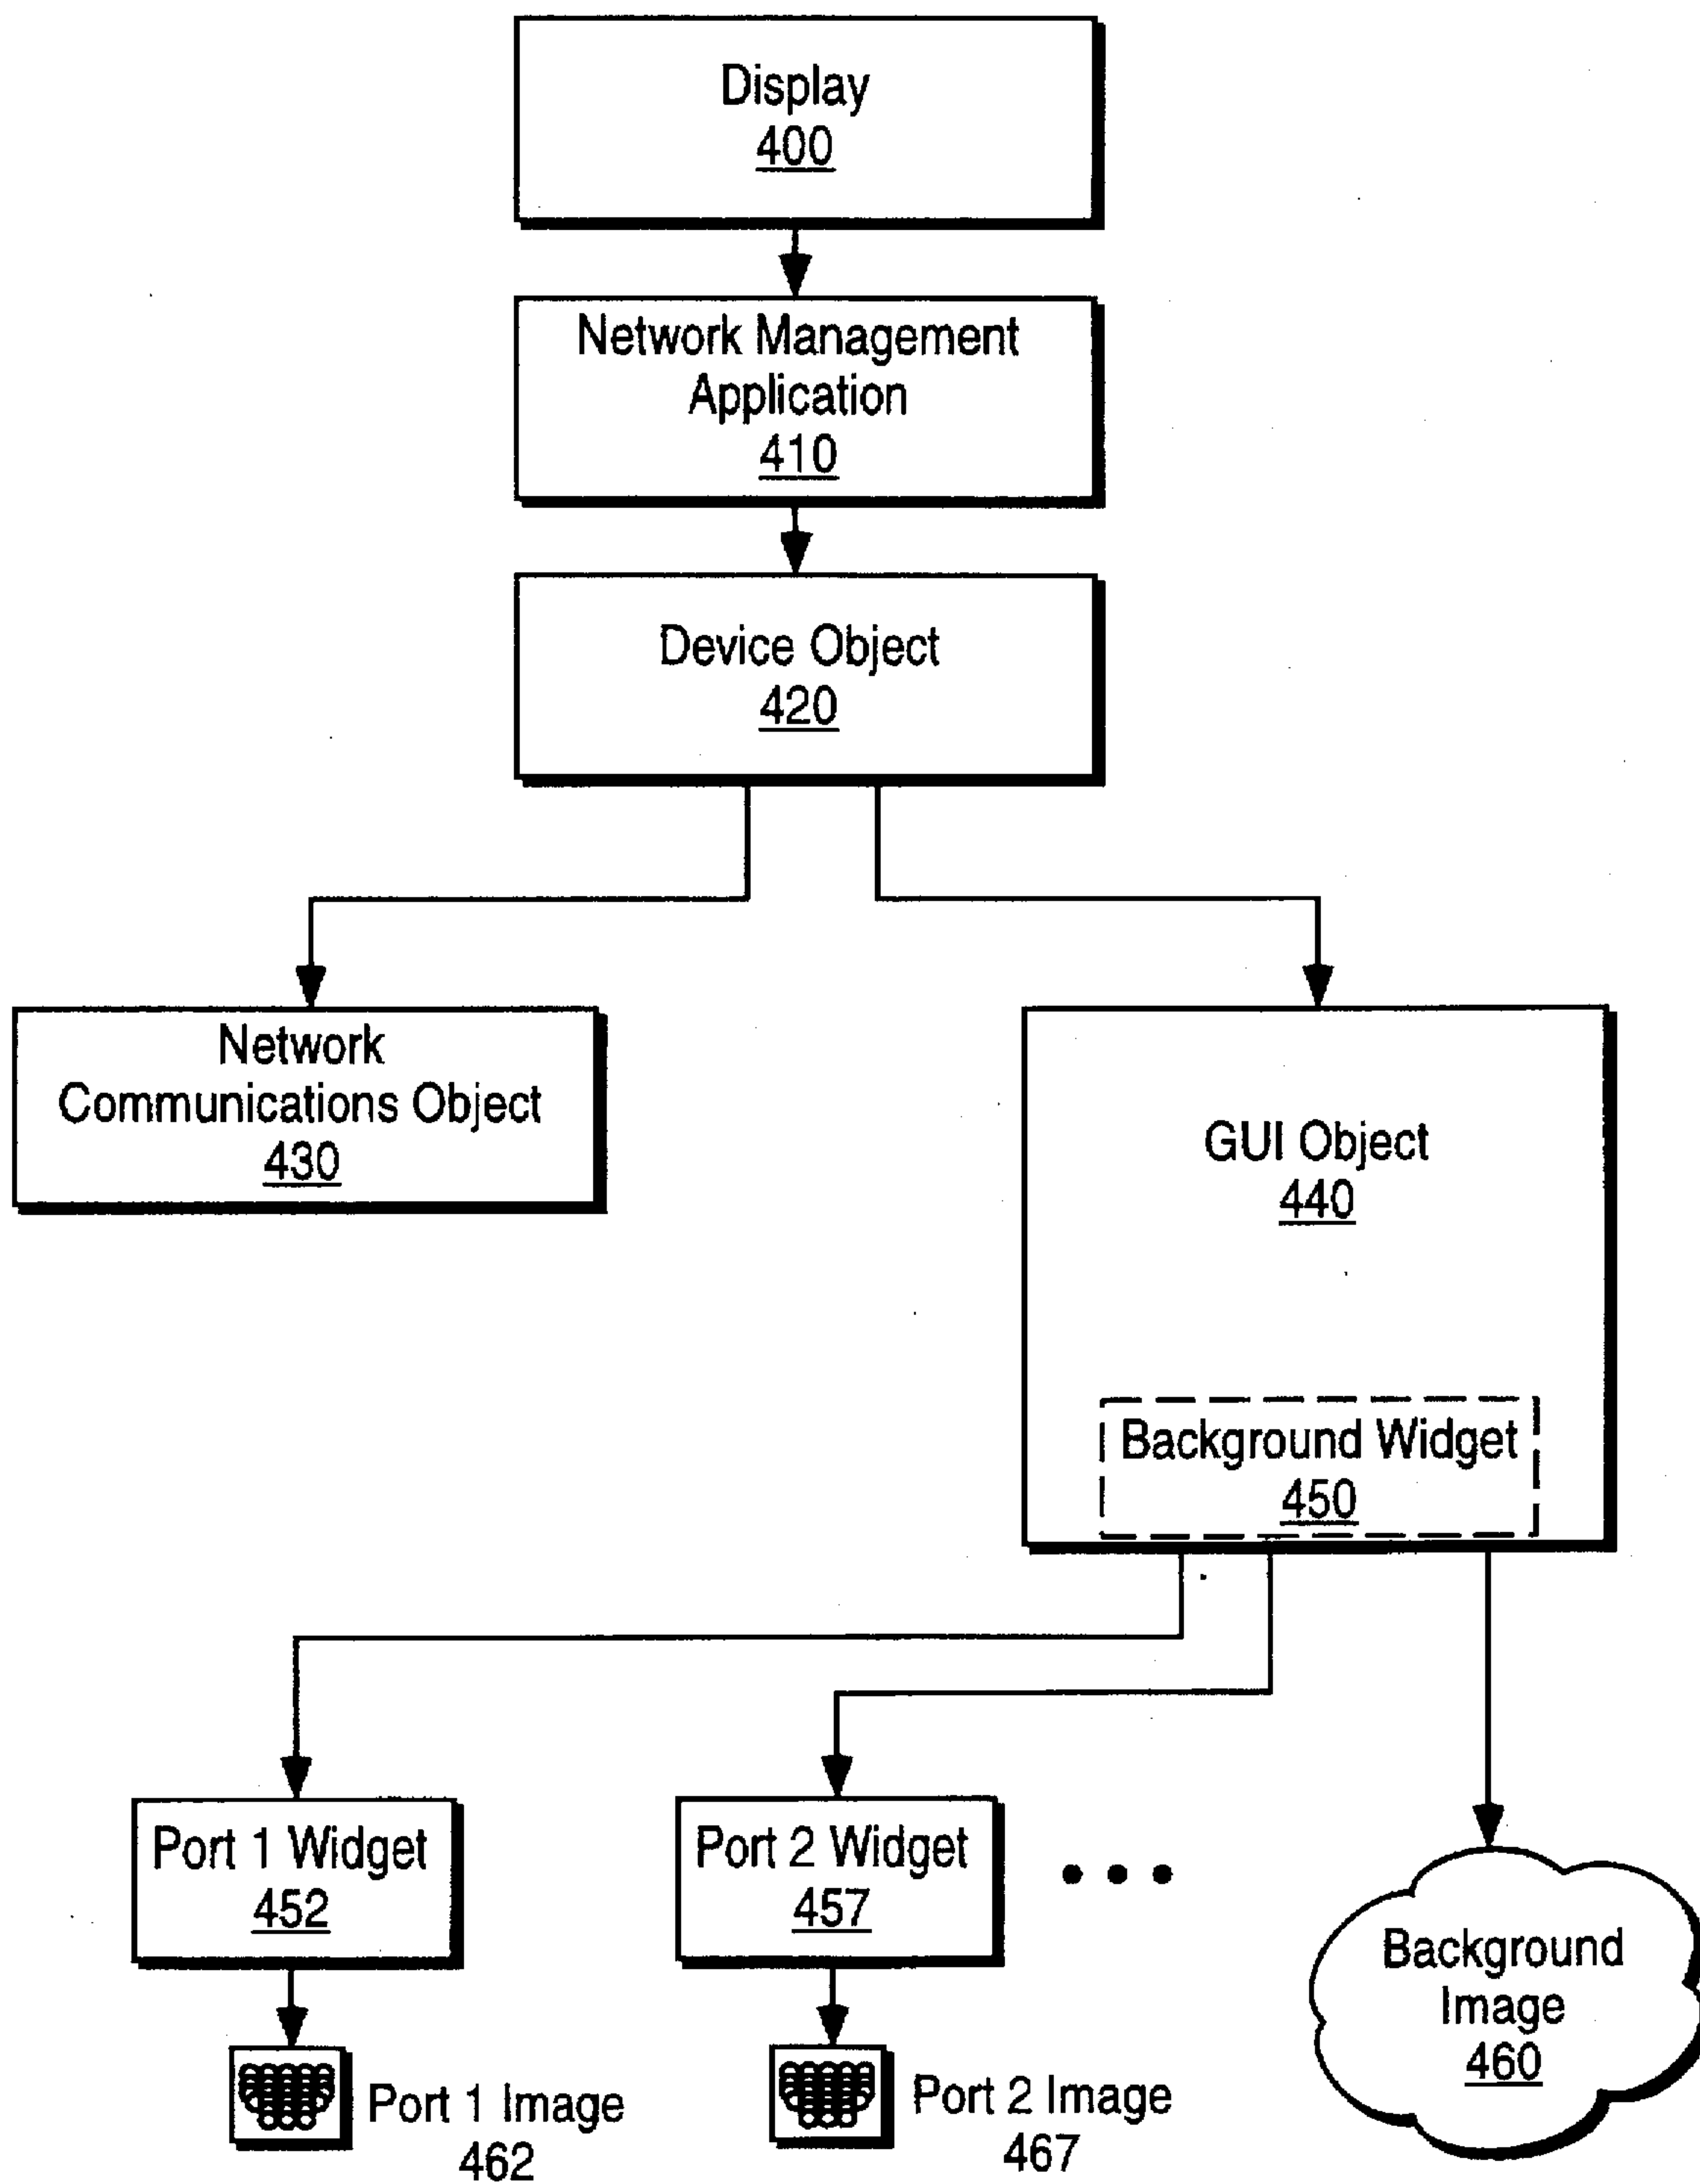 Display
400
Network Management
Application
410
Device Object
420
Network
Communications Object
430
GUI Object
440
Background Widget
450
Port 1 Widget
452
Port 2 Widget
457
Background
Image
460
Port 1 Image
462
Port 2 Image
467